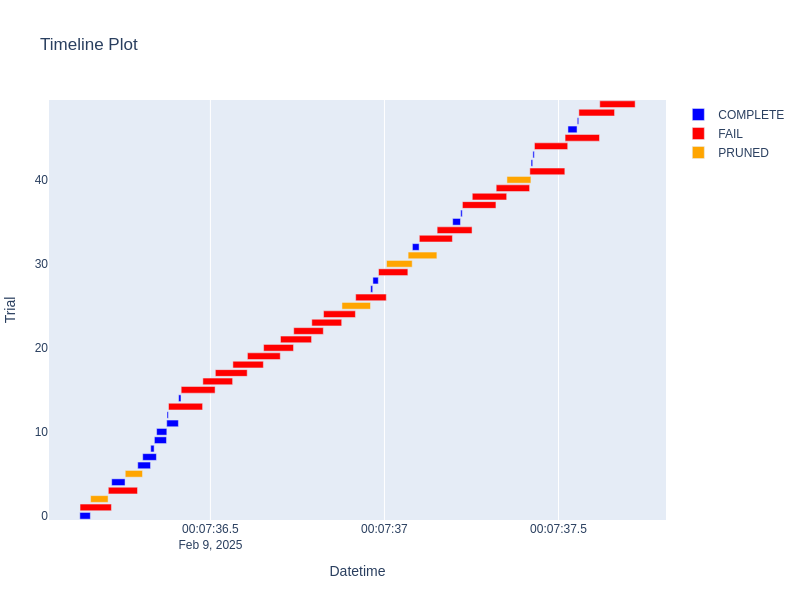 Timeline Plot
COMPLETE
FAIL
PRUNED
40
30
20
10
0
Trial
00:07:36.5
00:07:37
00:07:37.5
Feb 9, 2025
Datetime